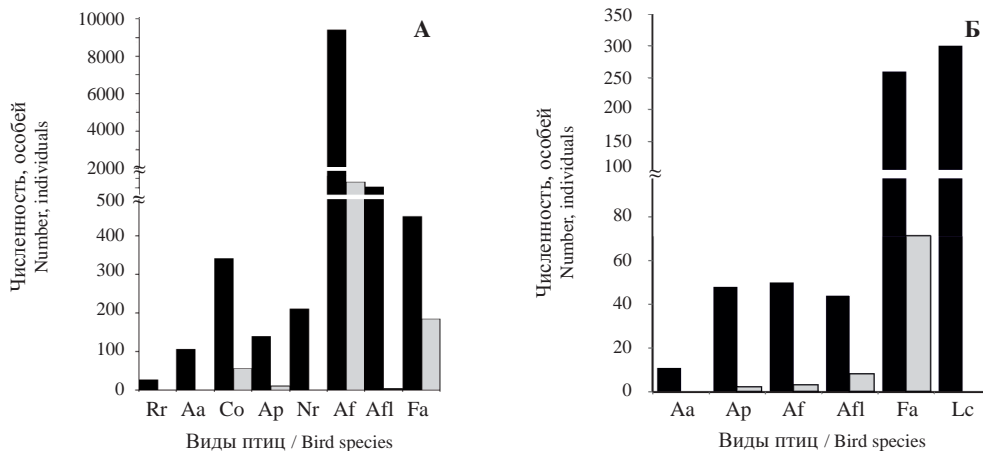 А
Численность, особей
Number, individuals
10000
8000
6000
4000
2000
≈
500
≈
400
300
200
100
0
Rr Aa Co Ap Nr Af Afl Fa
Виды птиц / Bird species
Б
Численность, особей
Number, individuals
350
300
250
200
150
100
≈
80
60
40
20
0
Aa Ap Af Afl Fa Lc
Виды птиц / Bird species